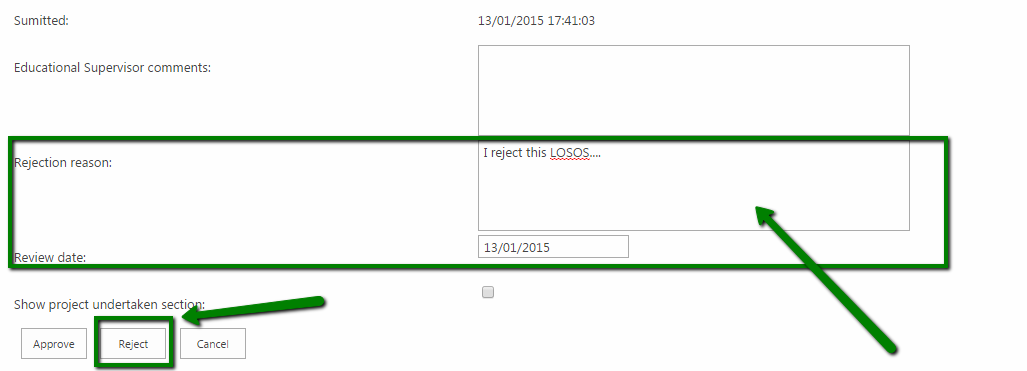 Sumitted: 13/01/2015 17:41:03
Educational Supervisor comments:
Rejection reason: I reject this LOSOS....
Review date: 13/01/2015
Show project undertaken section:
Approve Reject Cancel